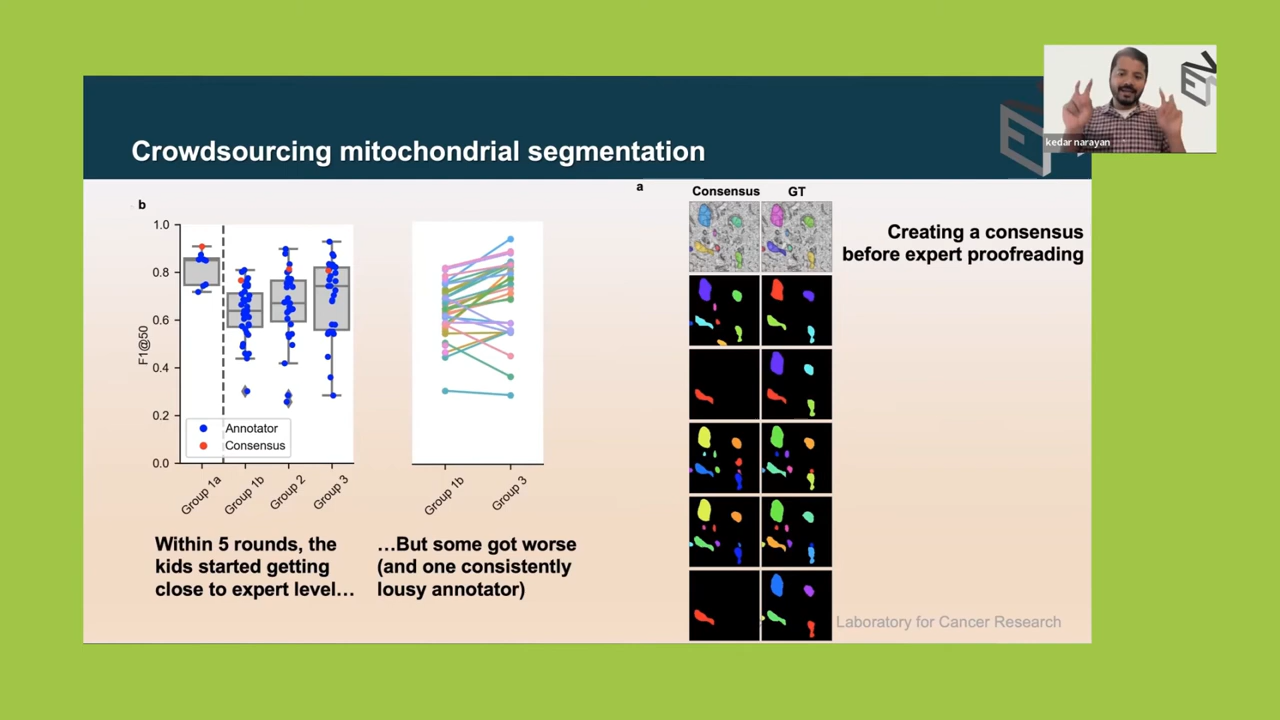 kedar narayan
Crowdsourcing mitochondrial segmentation
b
1.0
0.8
0.6
0.4
0.2
0.0
F1@50
Annotator
Consensus
Group 1a
Group 1b
Group 2
Group 3
Group 1b
Group 3
Within 5 rounds, the
kids started getting
close to expert level…
…But some got worse
(and one consistently
lousy annotator)
a
Consensus GT
Creating a consensus
before expert proofreading
Laboratory for Cancer Research